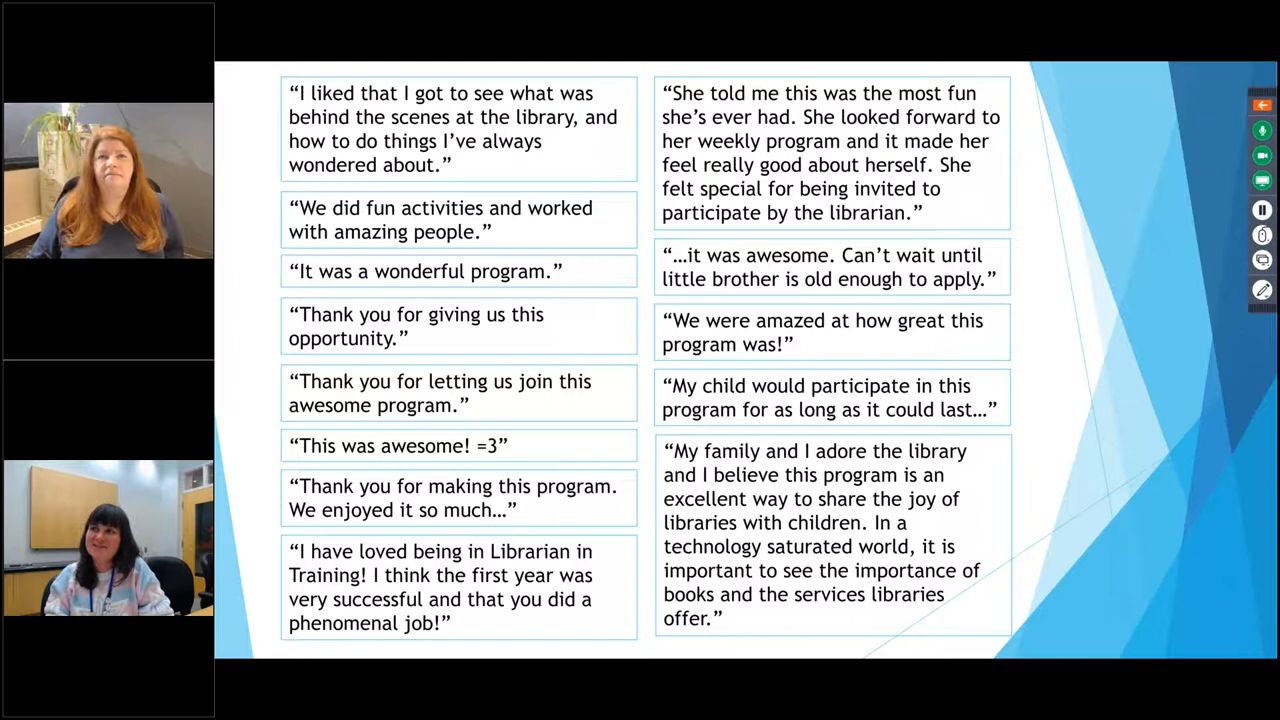 “I liked that I got to see what was
behind the scenes at the library, and
how to do things I’ve always
wondered about.”
“We did fun activities and worked
with amazing people.”
“It was a wonderful program.”
“Thank you for giving us this
opportunity.”
“Thank you for letting us join this
awesome program.”
“This was awesome! =3”
“Thank you for making this program.
We enjoyed it so much…”
“I have loved being in Librarian in
Training! I think the first year was
very successful and that you did a
phenomenal job!”
“She told me this was the most fun
she’s ever had. She looked forward to
her weekly program and it made her
feel really good about herself. She
felt special for being invited to
participate by the librarian.”
“…it was awesome. Can’t wait until
little brother is old enough to apply.”
“We were amazed at how great this
program was!”
“My child would participate in this
program for as long as it could last…”
“My family and I adore the library
and I believe this program is an
excellent way to share the joy of
libraries with children. In a
technology saturated world, it is
important to see the importance of
books and the services libraries
offer.”